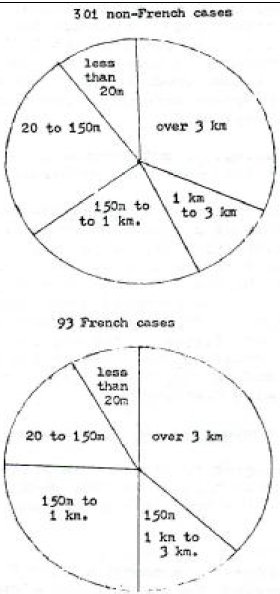 301 non-French cases
less
than
20m
20 to 150m
over 3 km
150m to
to 1 km.
1 km
to 3 km
93 French cases
less
than
20m
20 to 150m
over 3 km
150m to
1 km.
150m
1 km to
3 km.